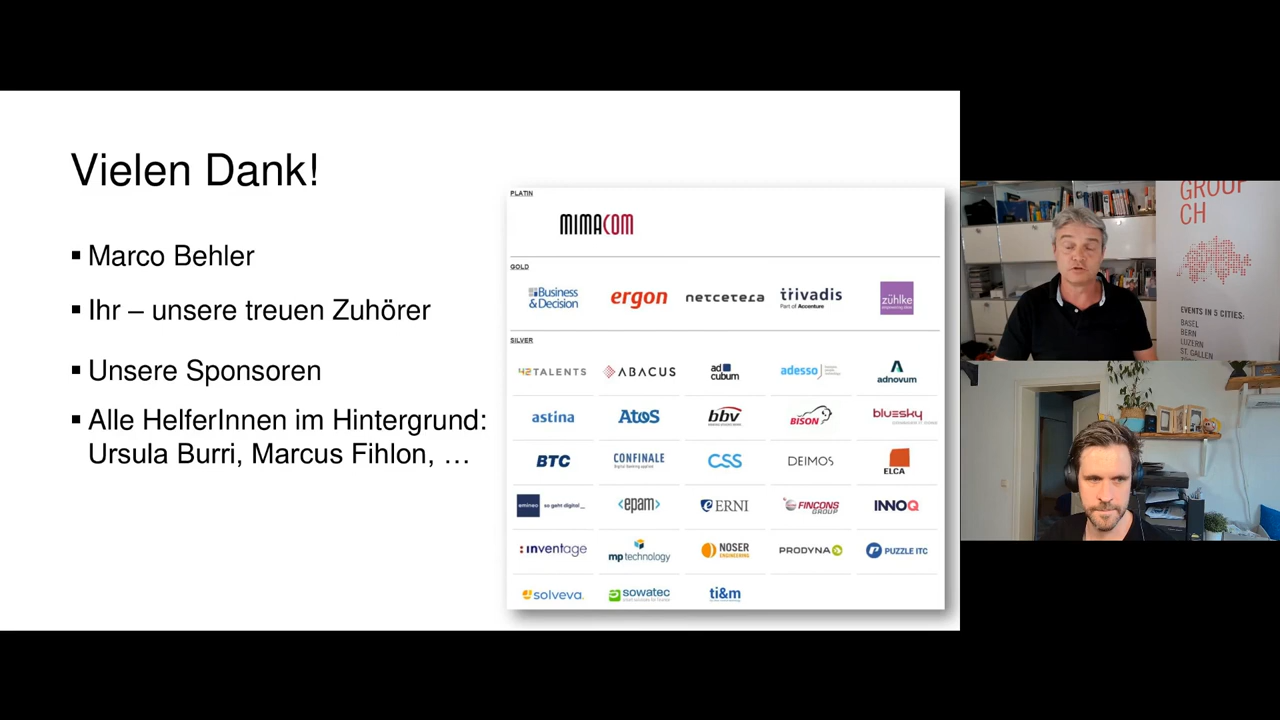 Vielen Dank!
▪ Marco Behler
▪ Ihr – unsere treuen Zuhörer
▪ Unsere Sponsoren
▪ Alle HelferInnen im Hintergrund:
Ursula Burri, Marcus Fihlon, …
PLATIN
MIMACOM
GOLD
Business
& Decision
ergon
netcetera
trivadis
Part of Accenture
zühlke
SILVER
42TALENTS
ABACUS
ad
cubum
adesso
adnovum
astina
Atos
bbv
BISON
bluesky
BTC
CONFINALE
CSS
DEIMOS
ELCA
emineo
so geht digital
<epam>
ERNI
FINCONS
GROUP
INNOQ
inventage
mp technology
NOSER
ENGINEERING
PRODYNA
PUZZLE ITC
solveva
sowatec
ti&m
GROUP
CH
EVENTS IN 5 CITIES:
BASEL
BERN
LUZERN
ST. GALLEN